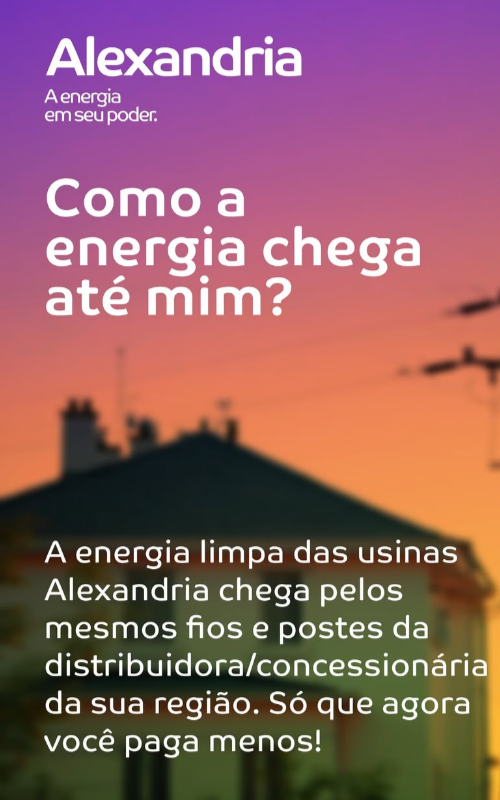 Alexandria
A energia
em seu poder.
Como a
energia chega
até mim?
A energia limpa das usinas
Alexandria chega pelos
mesmos fios e postes da
distribuidora/concessionária
da sua região. Só que agora
você paga menos!